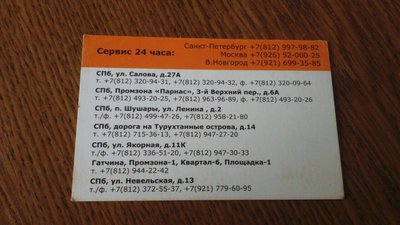 Сервис 24 часа:
Санкт-Петербург +7(812) 997-98-82
Москва +7(926) 52-000-25
В.Новгород +7(921) 699-35-85
СПб, ул. Салова, д.27А
т. +7(812) 320-94-31, +7(812) 320-94-32, ф. +7(812) 320-09-64
СПб, Промзона «Парнас», 3-й Верхний пер., д.6А
т. +7(812) 493-20-25, +7(812) 963-96-89, ф. +7(812) 493-20-26
СПб, п. Шушары, ул. Ленина , д.2
т./ф. +7(812) 499-47-26, +7(812) 958-21-80
СПб, дорога на Турухтанные острова, д.14
т. +7(812) 715-36-13, +7(812) 947-27-20
СПб, ул. Якорная, д.11К
т./ф. +7(812) 336-51-20, +7(812) 947-30-33
Гатчина, Промзона-1, Квартал-6, Площадка-1
т. +7(812) 944-22-42
СПб, ул. Невельская, д.13
т./ф. +7(812) 372-55-37, +7(921) 779-60-95